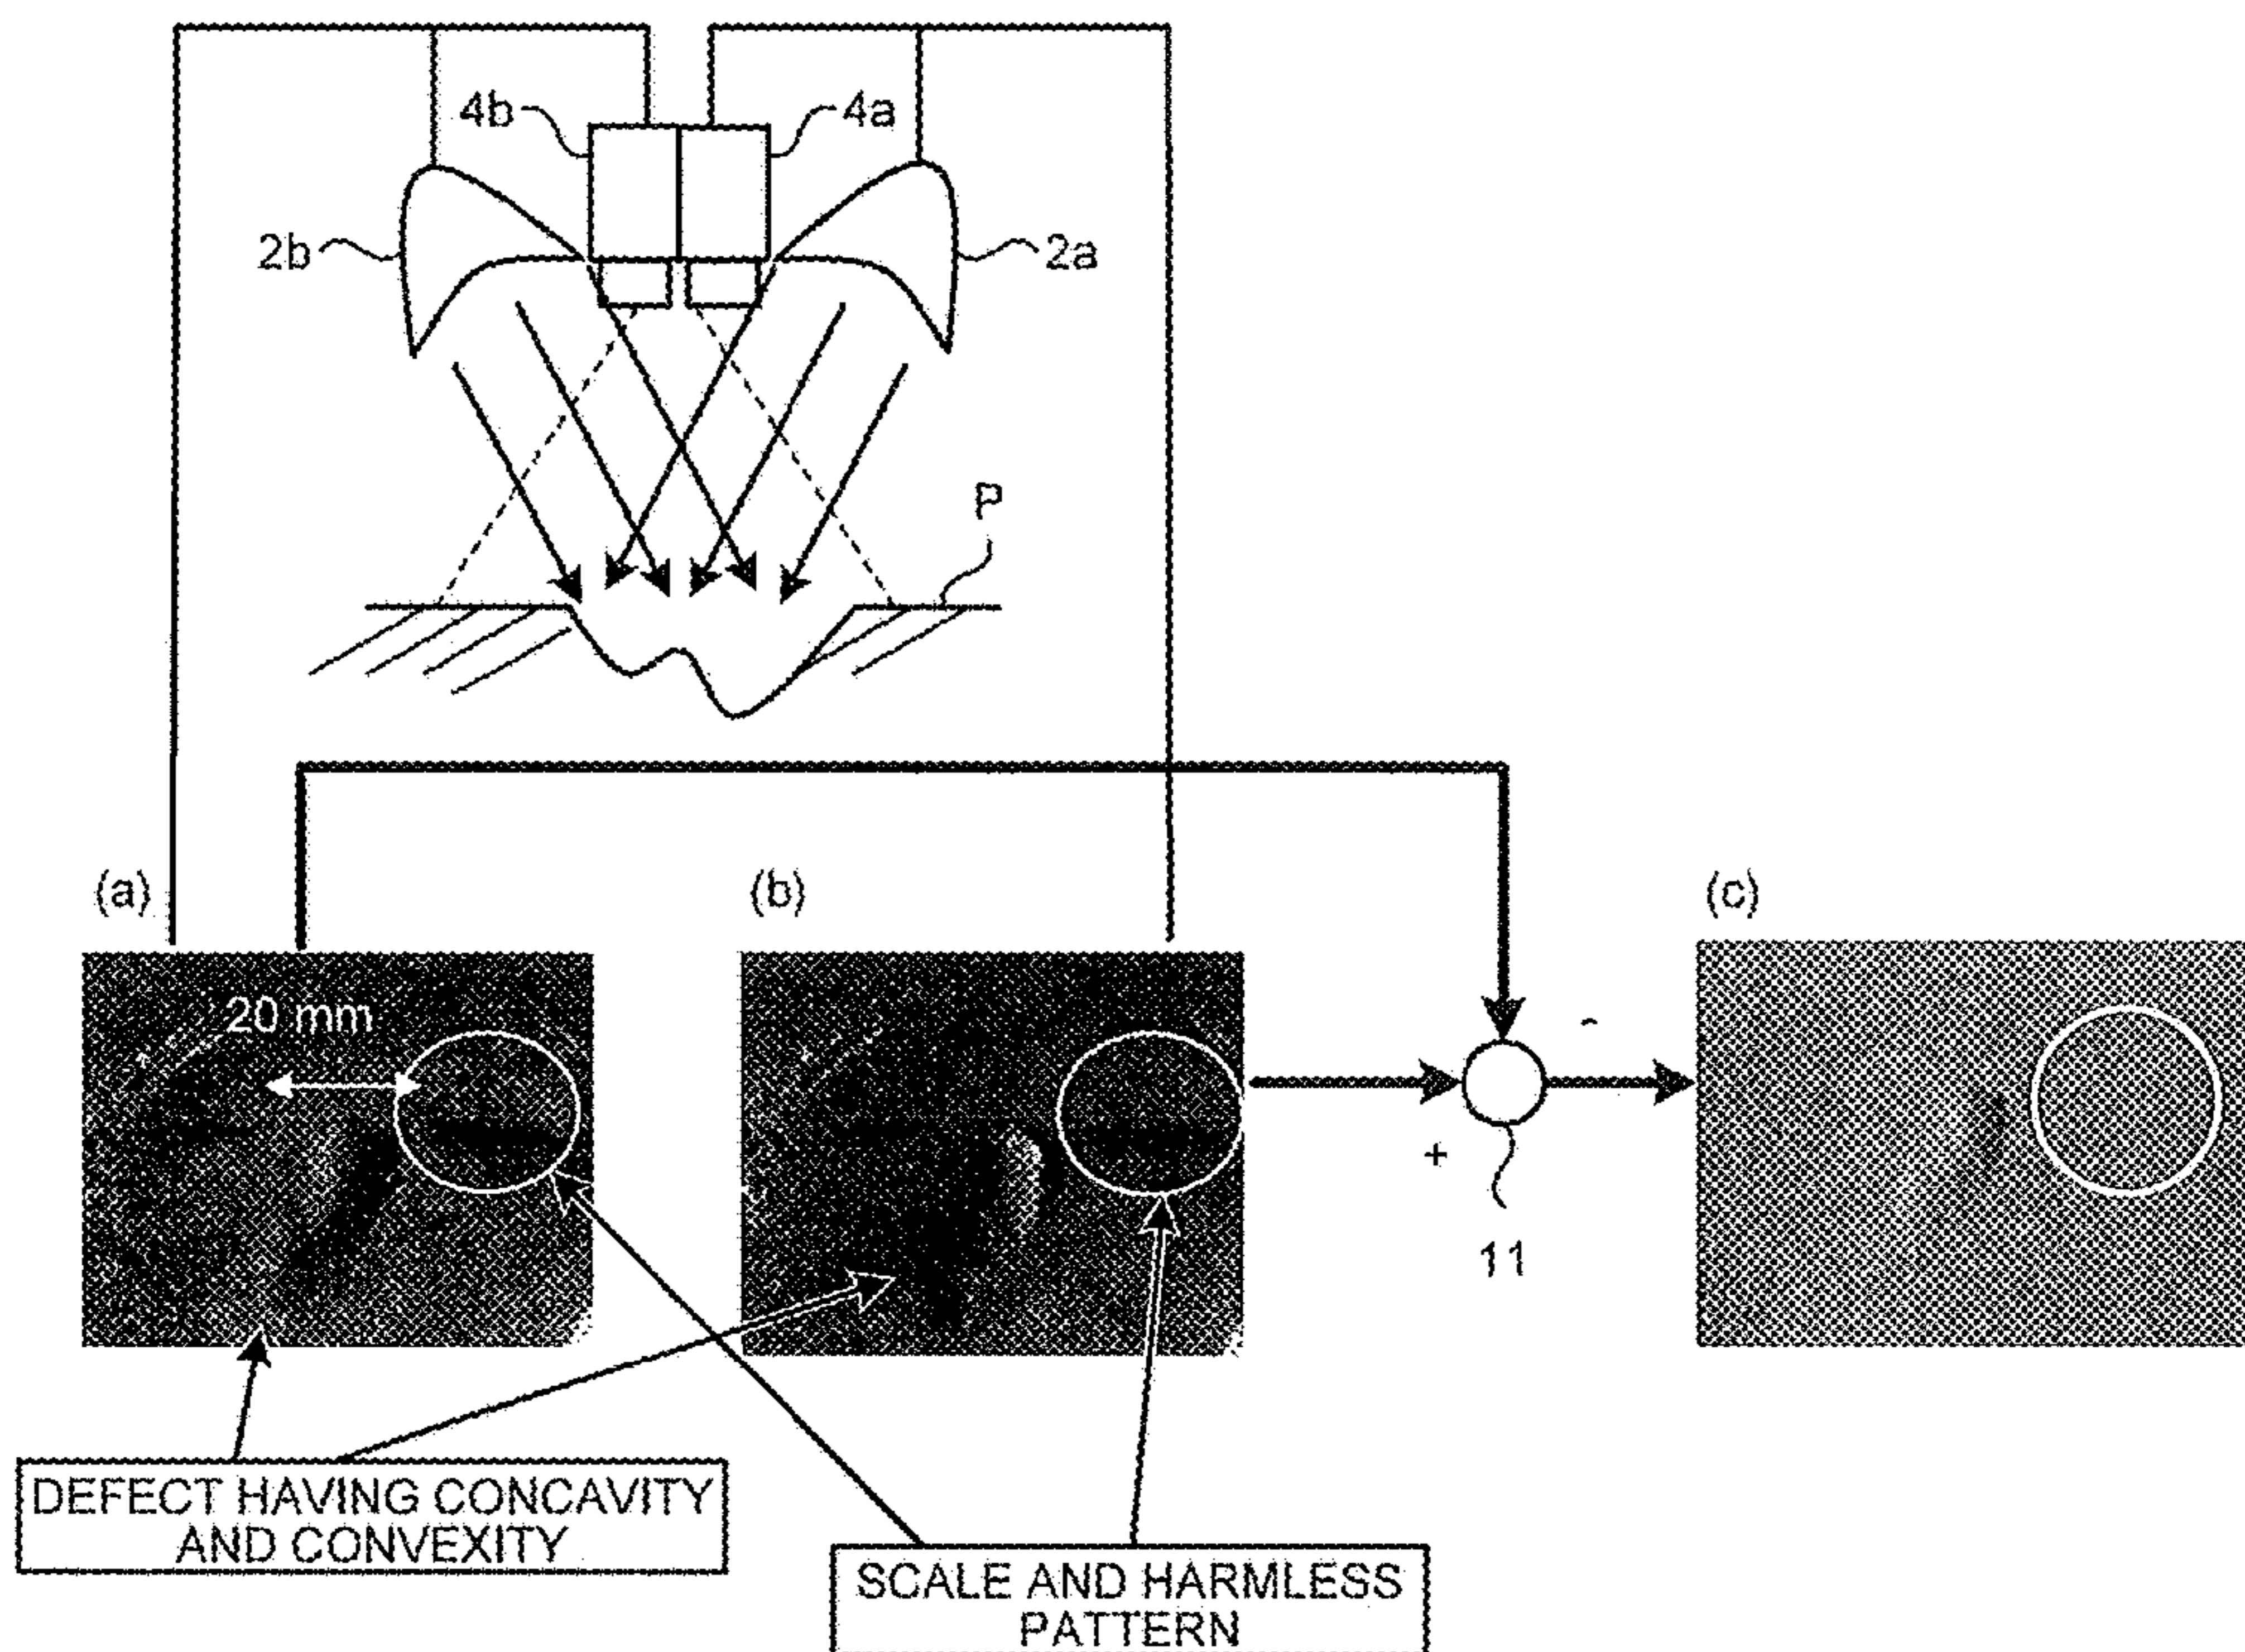 4b
4a
2b
2a
P
(a)
(b)
(c)
20 mm
-
+
11
DEFECT HAVING CONCAVITY
AND CONVEXITY
SCALE AND HARMLESS
PATTERN